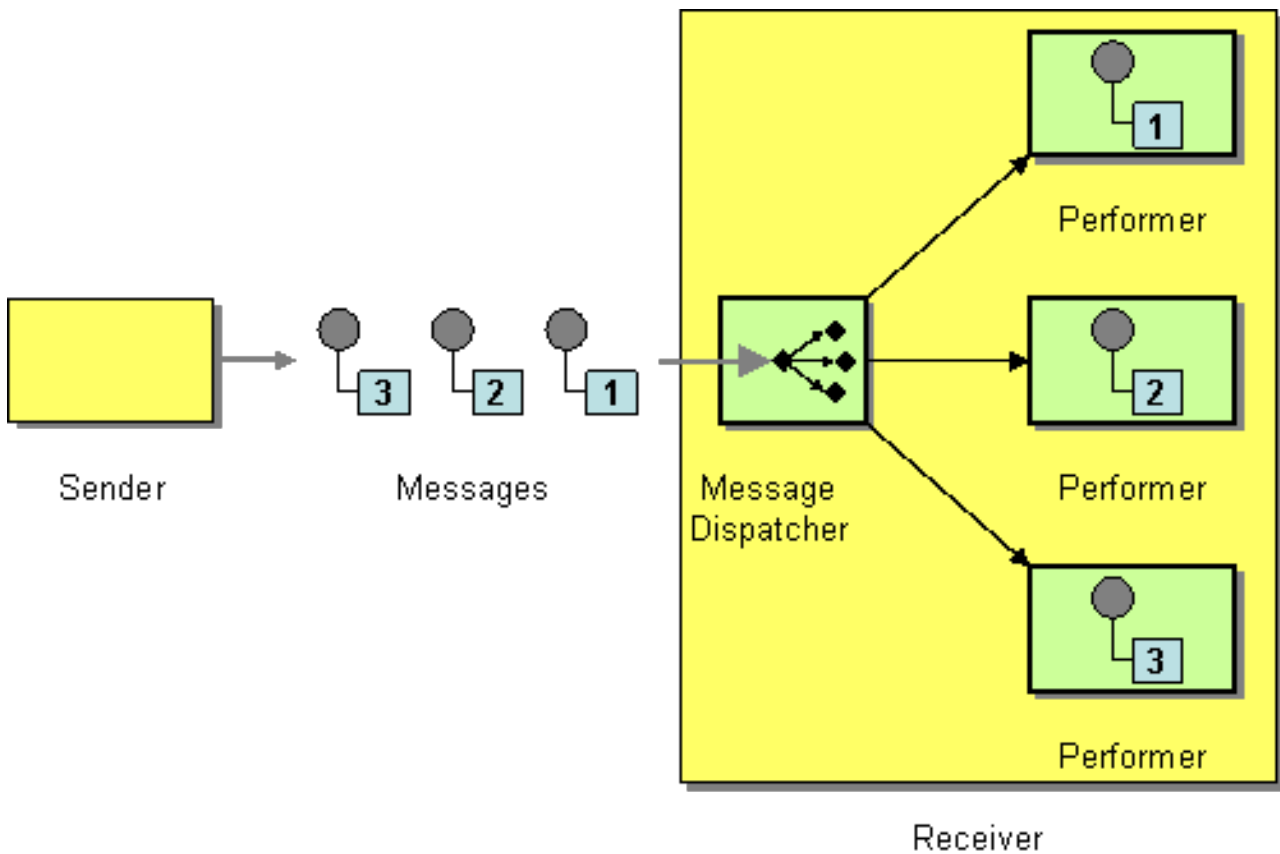 1
Performer
3
2
1
2
Sender
Messages
Message
Dispatcher
Performer
3
Performer
Receiver